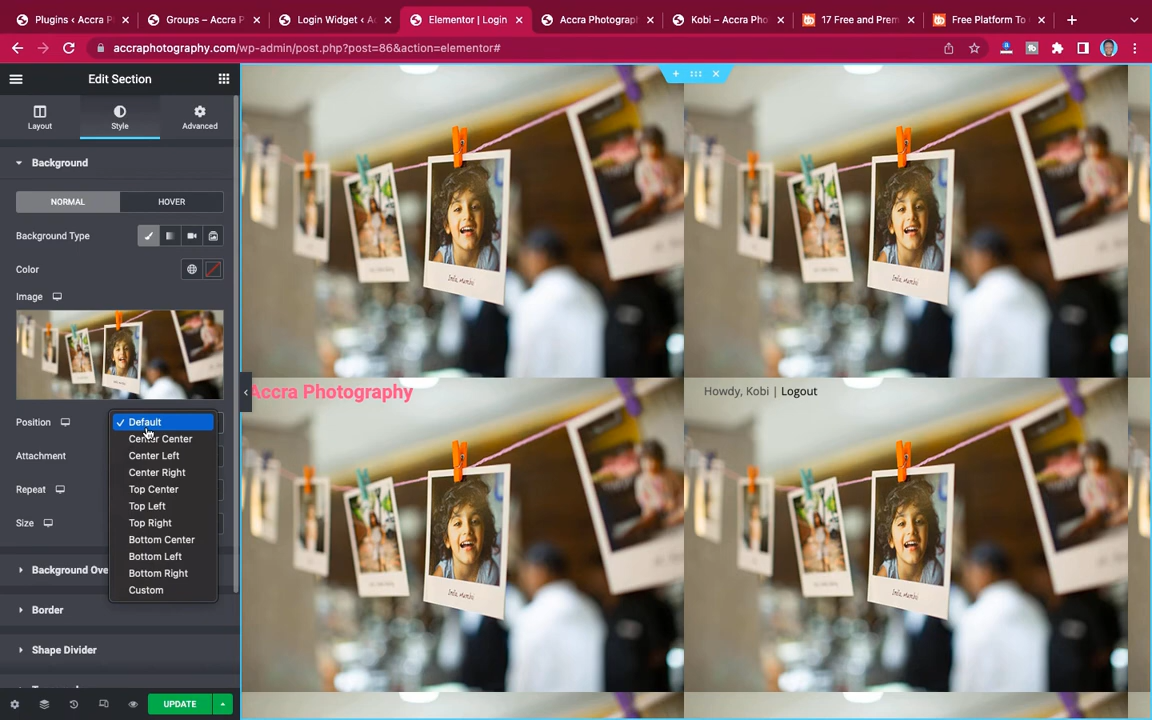 Plugins ‹ Accra P
Groups – Accra P
Login Widget ‹ A
Elementor | Login
Accra Photograph
Kobi – Accra Pho
17 Free and Prem
Free Platform To
accraphotography.com/wp-admin/post.php?post=86&action=elementor#
Edit Section
Layout
Style
Advanced
Background
NORMAL
HOVER
Background Type
Color
Image
Position
Default
Center Center
Center Left
Center Right
Top Center
Top Left
Top Right
Bottom Center
Bottom Left
Bottom Right
Custom
Attachment
Repeat
Size
Background Ove
Border
Shape Divider
UPDATE
Accra Photography
Howdy, Kobi | Logout